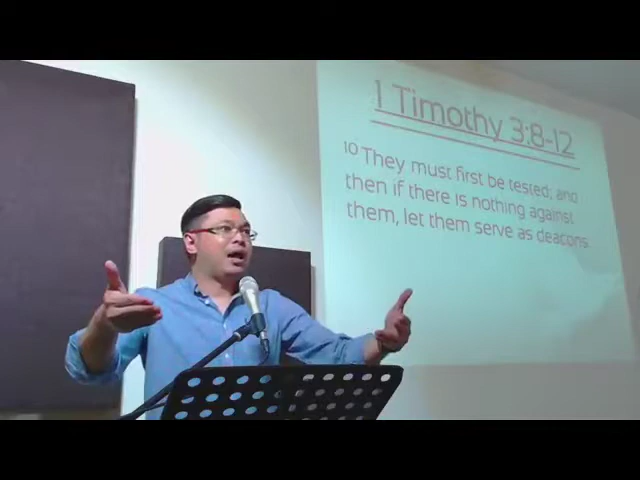 1 Timothy 3:8-12
10 They must first be tested; and
then if there is nothing against
them, let them serve as deacons.